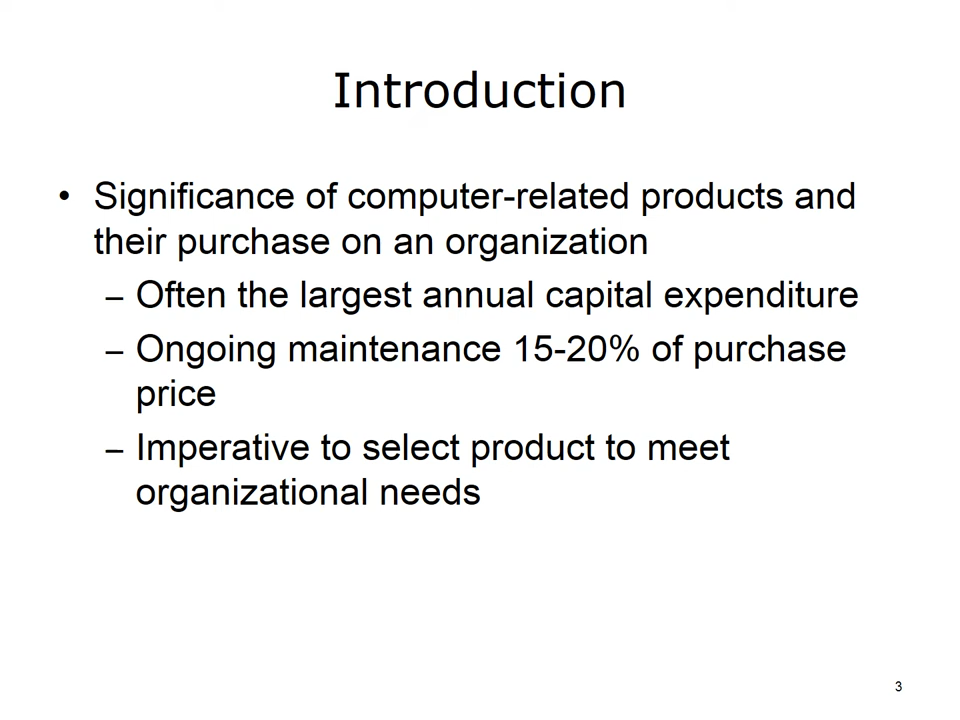 Introduction
• Significance of computer-related products and
their purchase on an organization
– Often the largest annual capital expenditure
– Ongoing maintenance 15-20% of purchase
price
– Imperative to select product to meet
organizational needs
3